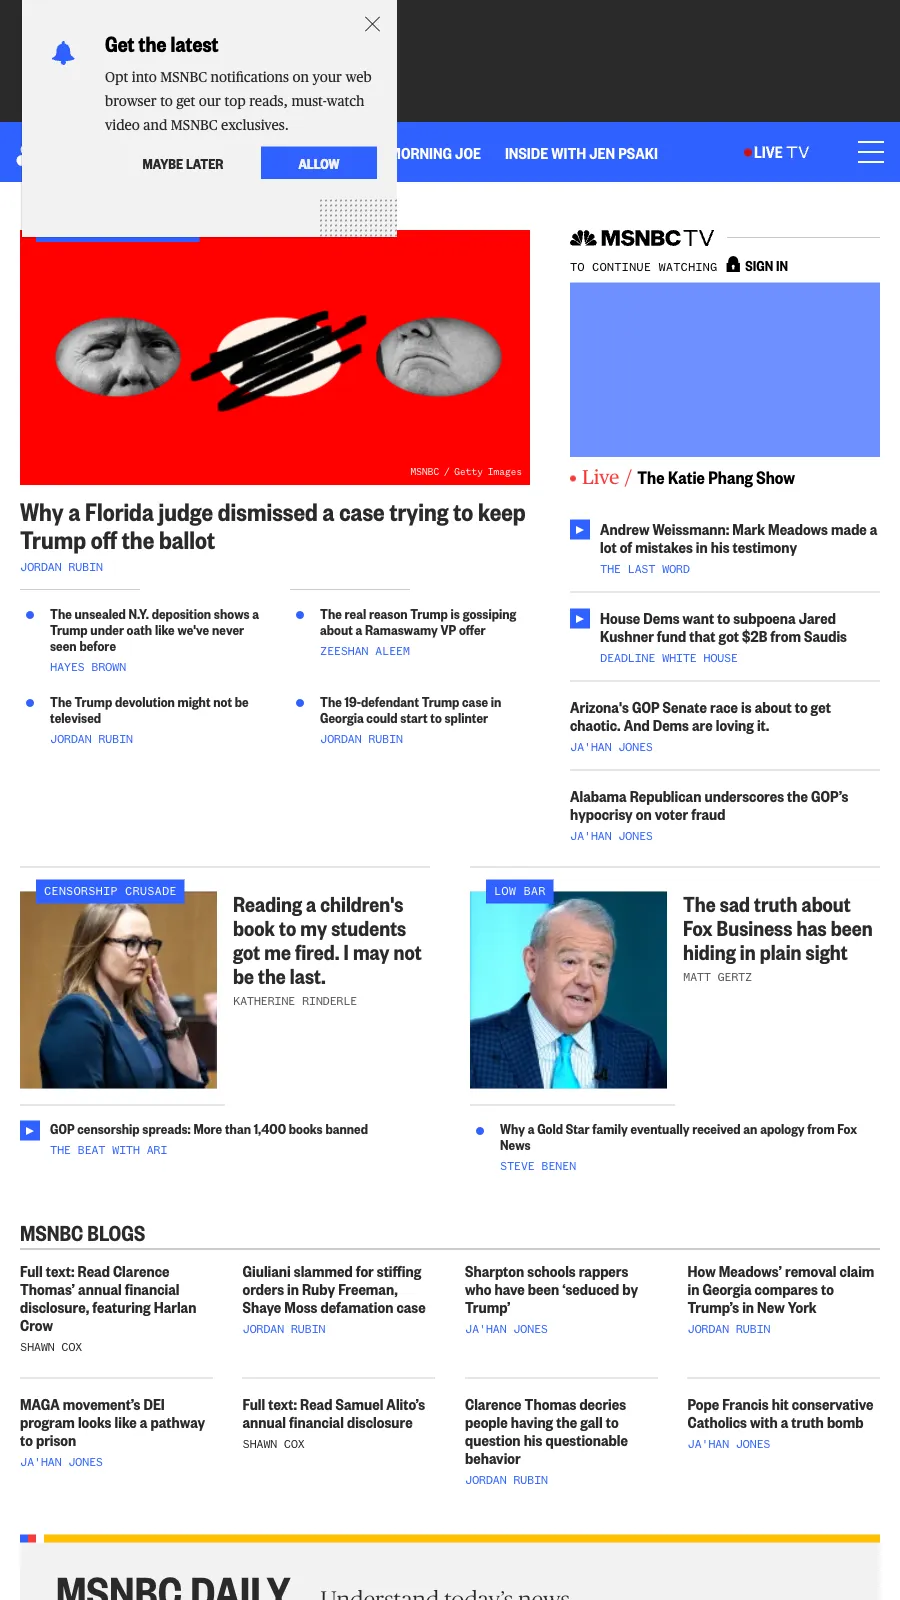 Get the latest
Opt into MSNBC notifications on your web
browser to get our top reads, must-watch
video and MSNBC exclusives.
MAYBE LATER
ALLOW
MORNING JOE
INSIDE WITH JEN PSAKI
LIVE TV
MSNBC / Getty Images
Why a Florida judge dismissed a case trying to keep
Trump off the ballot
JORDAN RUBIN
The unsealed N.Y. deposition shows a
Trump under oath like we've never
seen before
HAYES BROWN
The real reason Trump is gossiping
about a Ramaswamy VP offer
ZEESHAN ALEEM
The Trump devolution might not be
televised
JORDAN RUBIN
The 19-defendant Trump case in
Georgia could start to splinter
JORDAN RUBIN
MSNBC TV
TO CONTINUE WATCHING SIGN IN
Live / The Katie Phang Show
Andrew Weissmann: Mark Meadows made a
lot of mistakes in his testimony
THE LAST WORD
House Dems want to subpoena Jared
Kushner fund that got $2B from Saudis
DEADLINE WHITE HOUSE
Arizona's GOP Senate race is about to get
chaotic. And Dems are loving it.
JA'HAN JONES
Alabama Republican underscores the GOP's
hypocrisy on voter fraud
JA'HAN JONES
CENSORSHIP CRUSADE
Reading a children's
book to my students
got me fired. I may not
be the last.
KATHERINE RINDERLE
GOP censorship spreads: More than 1,400 books banned
THE BEAT WITH ARI
LOW BAR
The sad truth about
Fox Business has been
hiding in plain sight
MATT GERTZ
Why a Gold Star family eventually received an apology from Fox
News
STEVE BENEN
MSNBC BLOGS
Full text: Read Clarence
Thomas' annual financial
disclosure, featuring Harlan
Crow
SHAWN COX
Giuliani slammed for stiffing
orders in Ruby Freeman,
Shaye Moss defamation case
JORDAN RUBIN
Sharpton schools rappers
who have been 'seduced by
Trump'
JA'HAN JONES
How Meadows' removal claim
in Georgia compares to
Trump's in New York
JORDAN RUBIN
MAGA movement's DEI
program looks like a pathway
to prison
JA'HAN JONES
Full text: Read Samuel Alito's
annual financial disclosure
SHAWN COX
Clarence Thomas decries
people having the gall to
question his questionable
behavior
JORDAN RUBIN
Pope Francis hit conservative
Catholics with a truth bomb
JA'HAN JONES
MSNBC DAILY
Understand today's news